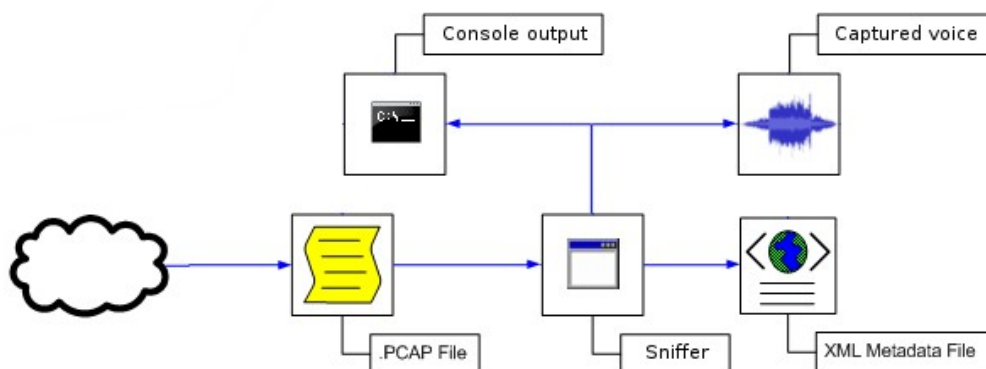 Console output
Captured voice
C:\_
.PCAP File
Sniffer
XML Metadata File